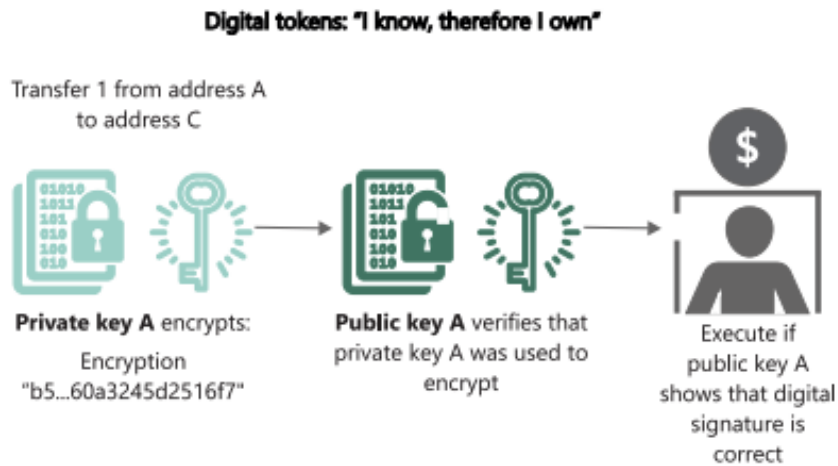 Digital tokens: "I know, therefore I own"
Transfer 1 from address A
to address C
01010
1011
101
010
100
010
01010
1011
101
010
100
010
$
Private key A encrypts:
Encryption
"b5...60a3245d2516f7"
Public key A verifies that
private key A was used to
encrypt
Execute if
public key A
shows that digital
signature is
correct